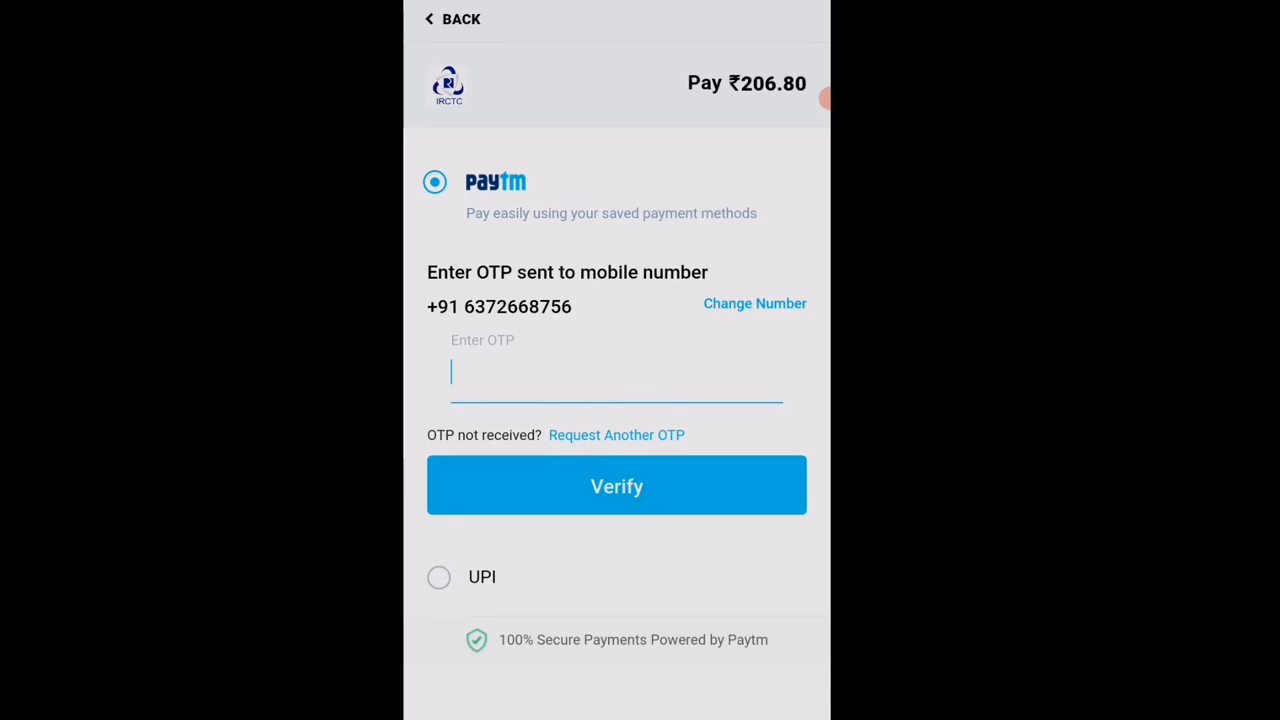 BACK
IRCTC
Pay ₹206.80
paytm
Pay easily using your saved payment methods
Enter OTP sent to mobile number
+91 6372668756
Change Number
Enter OTP
OTP not received? Request Another OTP
Verify
UPI
100% Secure Payments Powered by Paytm